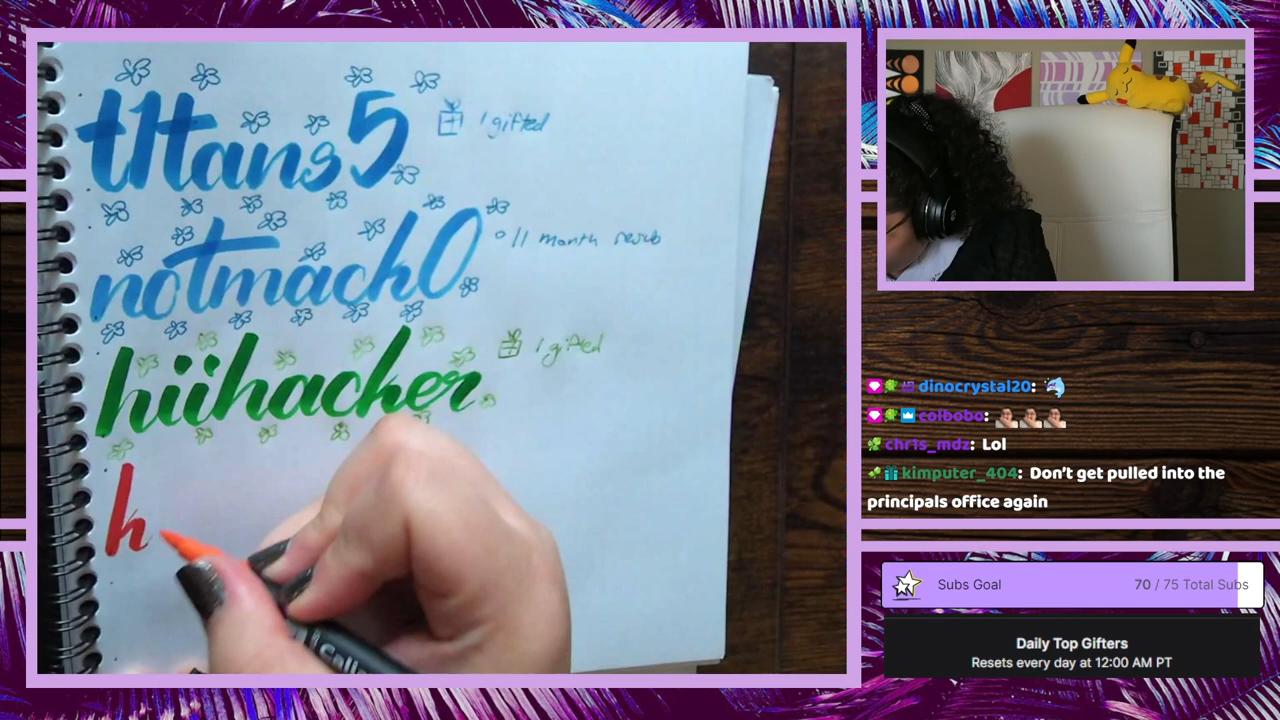 t1tans5 1 gifted
notmach0 11 month resub
hiihacker 1 gifted
h
dinocrystal20:
colbobo:
chr1s_mdz: Lol
kimputer_404: Don't get pulled into the
principals office again
Subs Goal 70 / 75 Total Subs
Daily Top Gifters
Resets every day at 12:00 AM PT